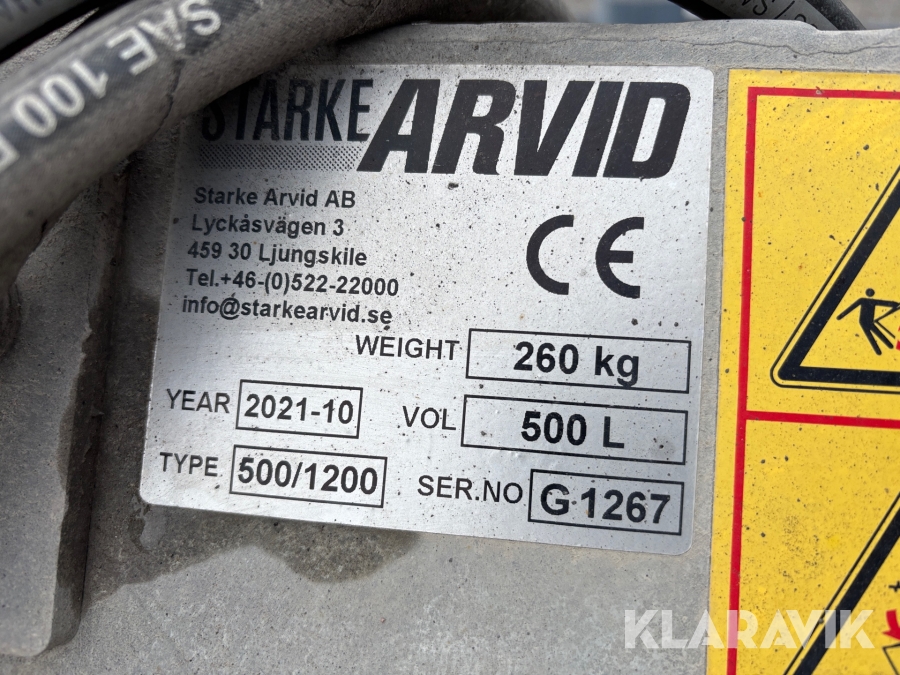 SAE 100
STARKE ARVID
Starke Arvid AB
Lyckåsvägen 3
459 30 Ljungskile
Tel.+46-(0)522-22000
info@starkearvid.se
CE
WEIGHT 260 kg
YEAR 2021-10 VOL 500 L
TYPE 500/1200 SER.NO G 1267
KLARAVIK